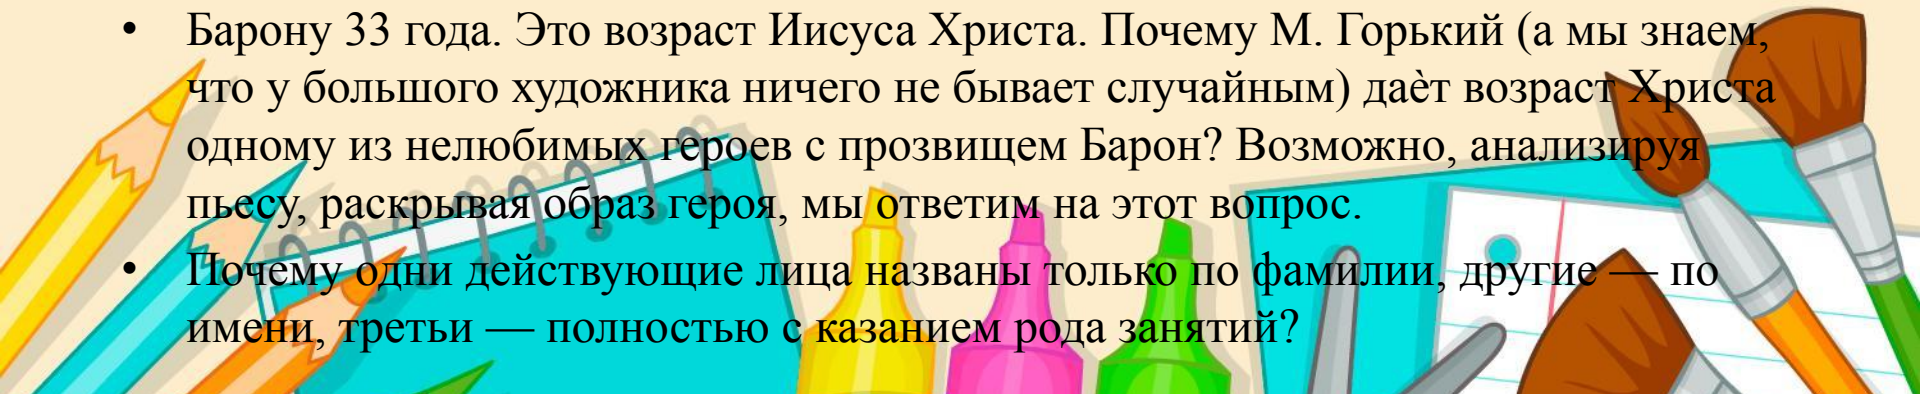 • Барону 33 года. Это возраст Иисуса Христа. Почему М. Горький (а мы знаем,
что у большого художника ничего не бывает случайным) даѐт возраст Христа
одному из нелюбимых героев с прозвищем Барон? Возможно, анализируя
пьесу, раскрывая образ героя, мы ответим на этот вопрос.
• Почему одни действующие лица названы только по фамилии, другие — по
имени, третьи — полностью с казанием рода занятий?